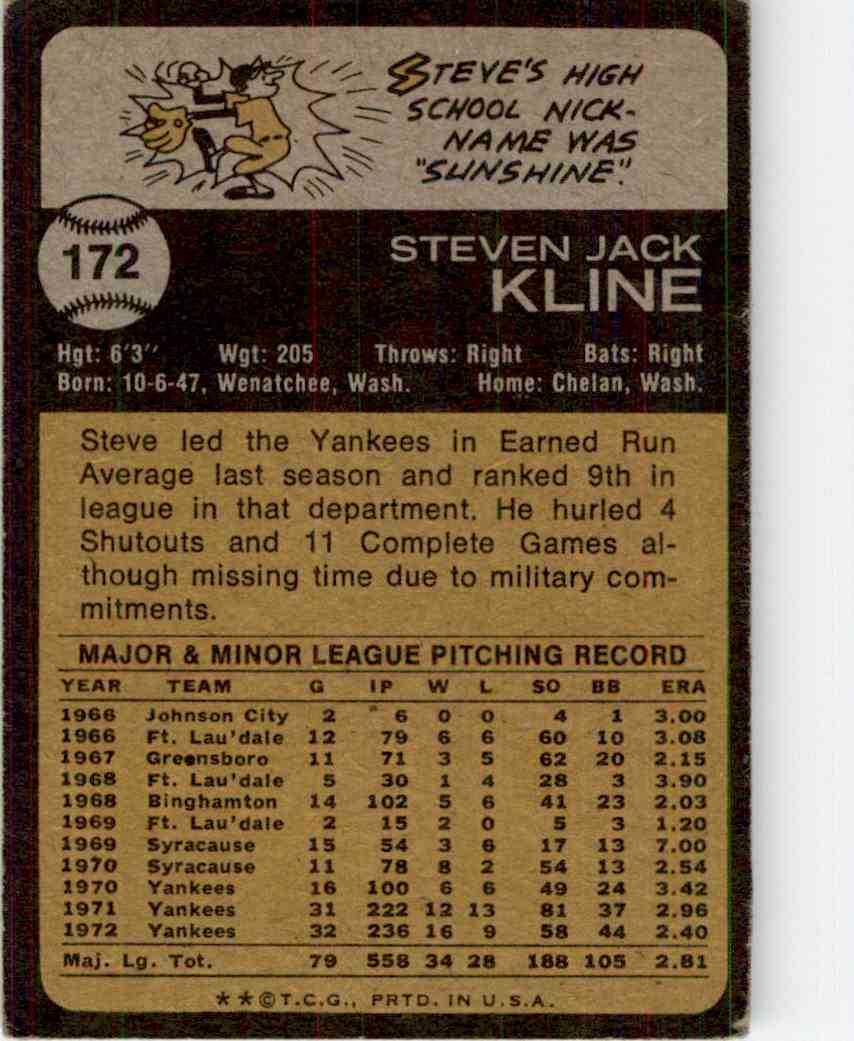 STEVE'S HIGH
SCHOOL NICK-
NAME WAS
"SUNSHINE".
172
STEVEN JACK
KLINE
Hgt: 6'3" Wgt: 205 Throws: Right Bats: Right
Born: 10-6-47, Wenatchee, Wash. Home: Chelan, Wash.
Steve led the Yankees in Earned Run
Average last season and ranked 9th in
league in that department. He hurled 4
Shutouts and 11 Complete Games al-
though missing time due to military com-
mitments.
MAJOR & MINOR LEAGUE PITCHING RECORD
YEAR TEAM G IP W L SO BB ERA
1966 Johnson City 2 6 0 0 4 1 3.00
1966 Ft. Lau'dale 12 79 6 6 60 10 3.08
1967 Greensboro 11 71 3 5 62 20 2.15
1968 Ft. Lau'dale 5 30 1 4 28 3 3.90
1968 Binghamton 14 102 5 6 41 23 2.03
1969 Ft. Lau'dale 2 15 2 0 5 3 1.20
1969 Syracause 15 54 3 6 17 13 7.00
1970 Syracause 11 78 8 2 54 13 2.54
1970 Yankees 16 100 6 6 49 24 3.42
1971 Yankees 31 222 12 13 81 37 2.96
1972 Yankees 32 236 16 9 58 44 2.40
Maj. Lg. Tot. 79 558 34 28 188 105 2.81
**©T.C.G., PRTD. IN U.S.A.